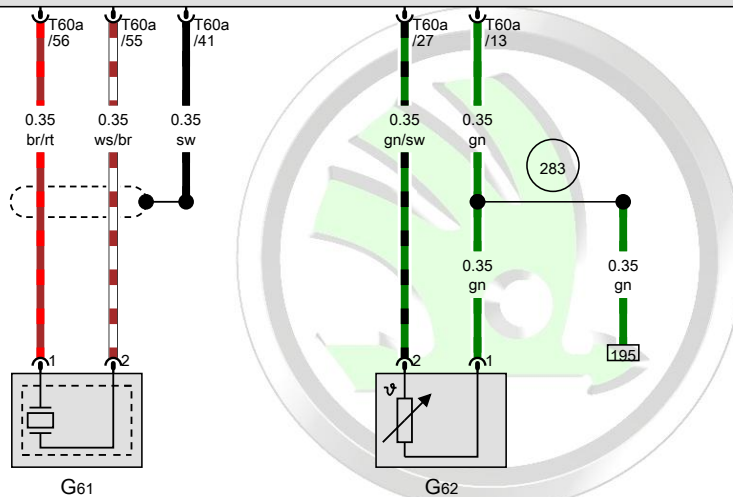 T60a T60a T60a T60a T60a
/56 /55 /41 /27 /13
0.35 0.35 0.35 0.35 0.35
br/rt ws/br sw gn/sw gn
283
0.35 0.35
gn gn
195
1 2 2 1
ϑ
G61 G62